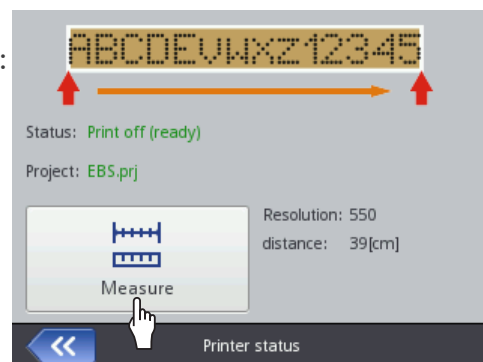 :
ABCDEVWXZ12345
Status: Print off (ready)
Project: EBS.prj
Resolution: 550
distance: 39[cm]
Measure
Printer status